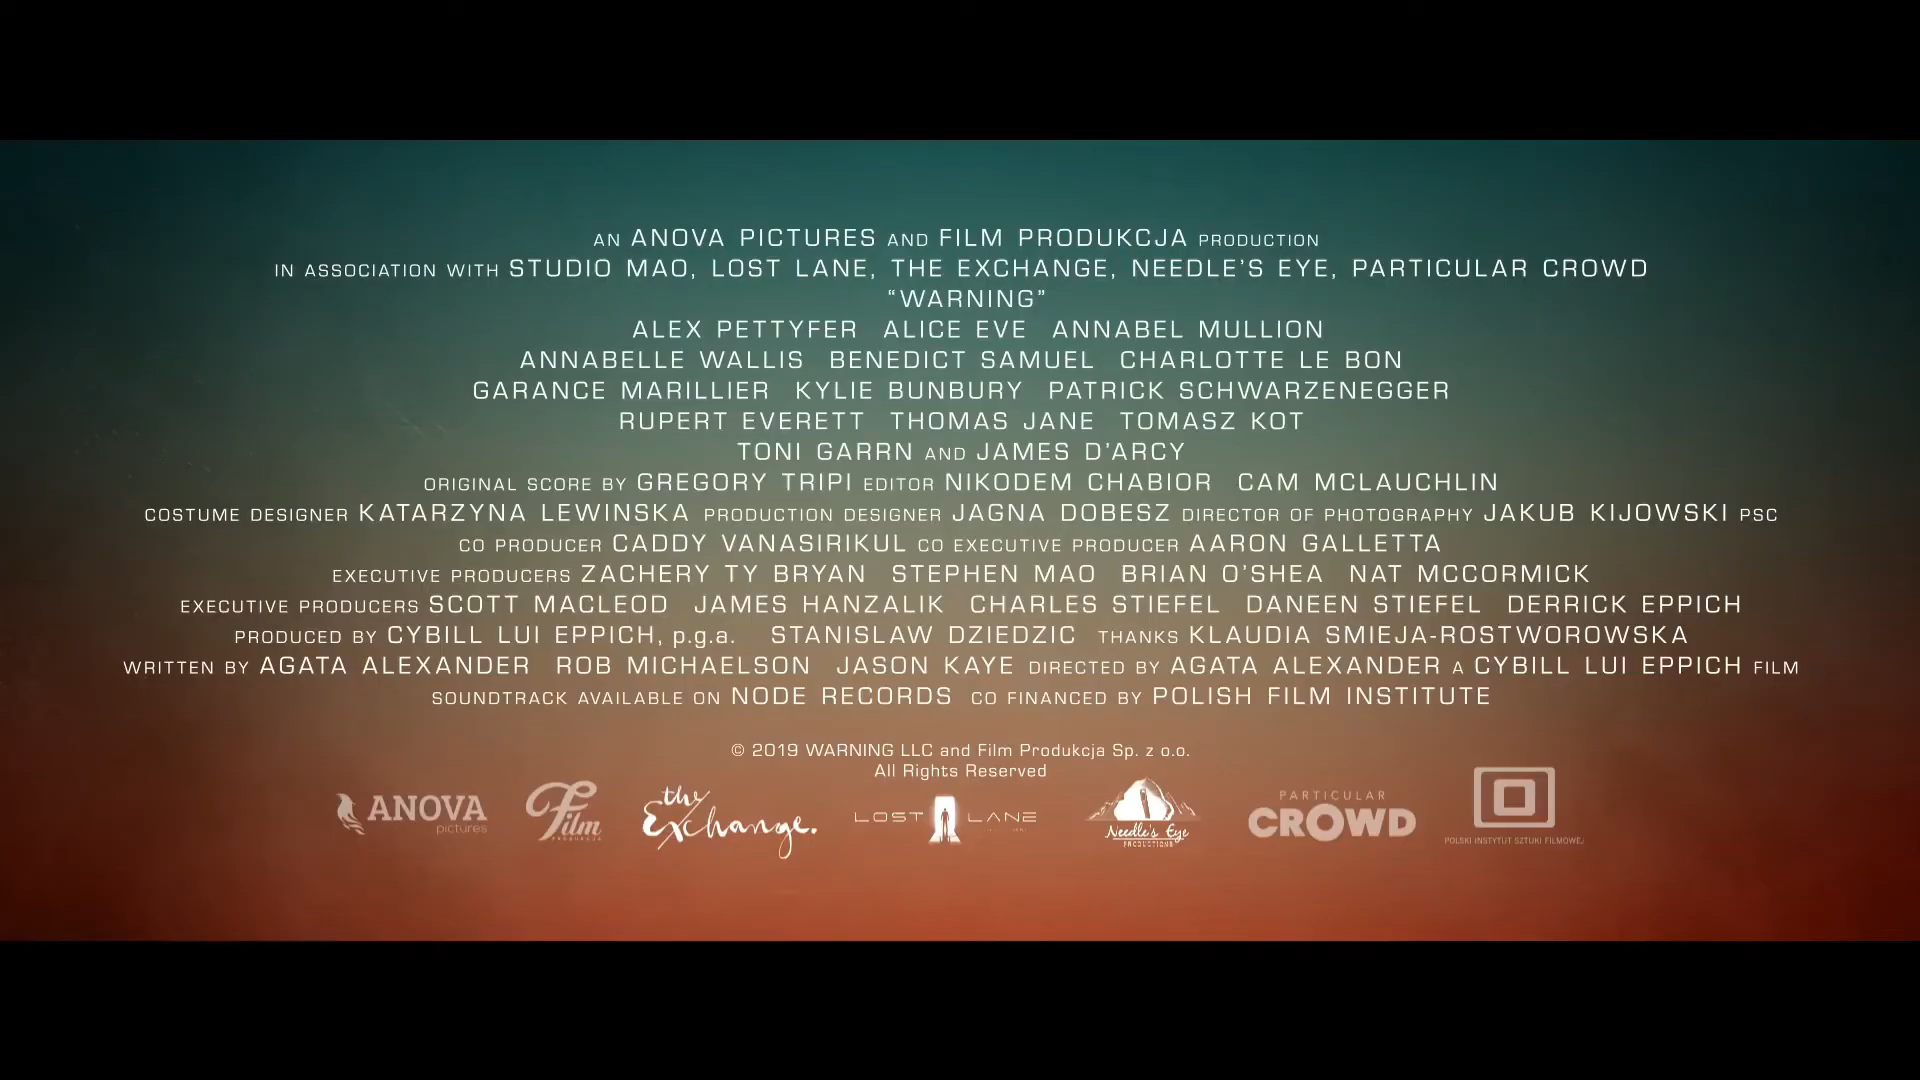 AN ANOVA PICTURES AND FILM PRODUKCJA PRODUCTION
IN ASSOCIATION WITH STUDIO MAO, LOST LANE, THE EXCHANGE, NEEDLE'S EYE, PARTICULAR CROWD
“WARNING”
ALEX PETTYFER ALICE EVE ANNABEL MULLION
ANNABELLE WALLIS BENEDICT SAMUEL CHARLOTTE LE BON
GARANCE MARILLIER KYLIE BUNBURY PATRICK SCHWARZENEGGER
RUPERT EVERETT THOMAS JANE TOMASZ KOT
TONI GARRN AND JAMES D'ARCY
ORIGINAL SCORE BY GREGORY TRIPI EDITOR NIKODEM CHABIOR CAM MCLAUCHLIN
COSTUME DESIGNER KATARZYNA LEWINSKA PRODUCTION DESIGNER JAGNA DOBESZ DIRECTOR OF PHOTOGRAPHY JAKUB KIJOWSKI PSC
CO PRODUCER CADDY VANASIRIKUL CO EXECUTIVE PRODUCER AARON GALLETTA
EXECUTIVE PRODUCERS ZACHERY TY BRYAN STEPHEN MAO BRIAN O'SHEA NAT MCCORMICK
EXECUTIVE PRODUCERS SCOTT MACLEOD JAMES HANZALIK CHARLES STIEFEL DANEEN STIEFEL DERRICK EPPICH
PRODUCED BY CYBILL LUI EPPICH, p.g.a. STANISLAW DZIEDZIC THANKS KLAUDIA SMIEJA-ROSTWOROWSKA
WRITTEN BY AGATA ALEXANDER ROB MICHAELSON JASON KAYE DIRECTED BY AGATA ALEXANDER A CYBILL LUI EPPICH FILM
SOUNDTRACK AVAILABLE ON NODE RECORDS CO FINANCED BY POLISH FILM INSTITUTE
© 2019 WARNING LLC and Film Produkcja Sp. z o.o.
All Rights Reserved
ANOVA
pictures
Film
PRODUKCJA
the
Exchange.
LOST LANE
Needle's Eye
PRODUCTIONS
PARTICULAR
CROWD
POLSKI INSTYTUT SZTUKI FILMOWEJ